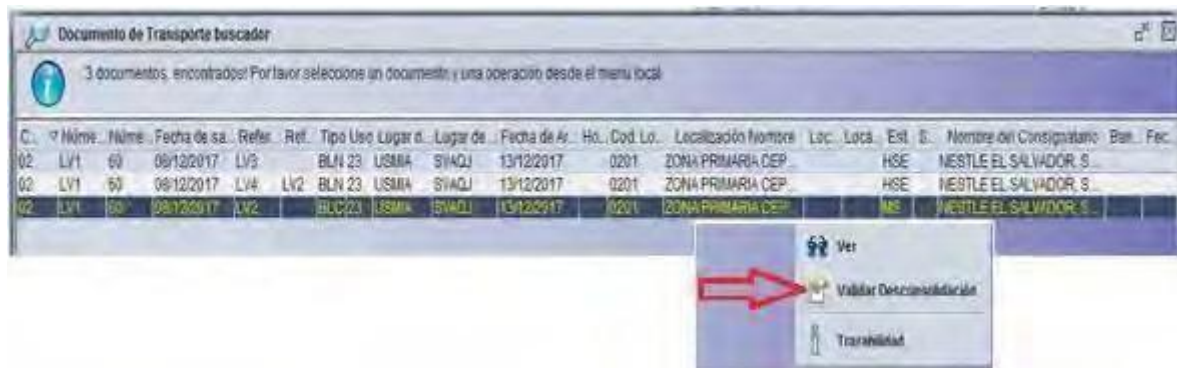 Documento de Transporte buscador
3 documentos, encontrados! Por favor seleccione un documento y una operación desde el menu local
C.. Núme.. Núme.. Fecha de sa.. Refer.. Ref.. Tipo Uso Lugar d.. Lugar de.. Fecha de Ar.. Ho.. Cod. Lo.. Localización Nombre Loc.. Loca.. Est. S.. Nombre del Consignatario Ban.. Fec..
02 LV1 60 08/12/2017 LV3 BLN 23 USMIA SVAQJ 13/12/2017 0201 ZONA PRIMARIA CEP... HSE NESTLE EL SALVADOR, S...
02 LV1 60 08/12/2017 LV4 LV2 BLN 23 USMIA SVAQJ 13/12/2017 0201 ZONA PRIMARIA CEP... HSE NESTLE EL SALVADOR, S...
02 LV1 60 08/12/2017 LV2 BLC 23 USMIA SVAQJ 13/12/2017 0201 ZONA PRIMARIA CEP... NESTLE EL SALVADOR, S...
Ver
Validar Desconsolidación
Trazabilidad